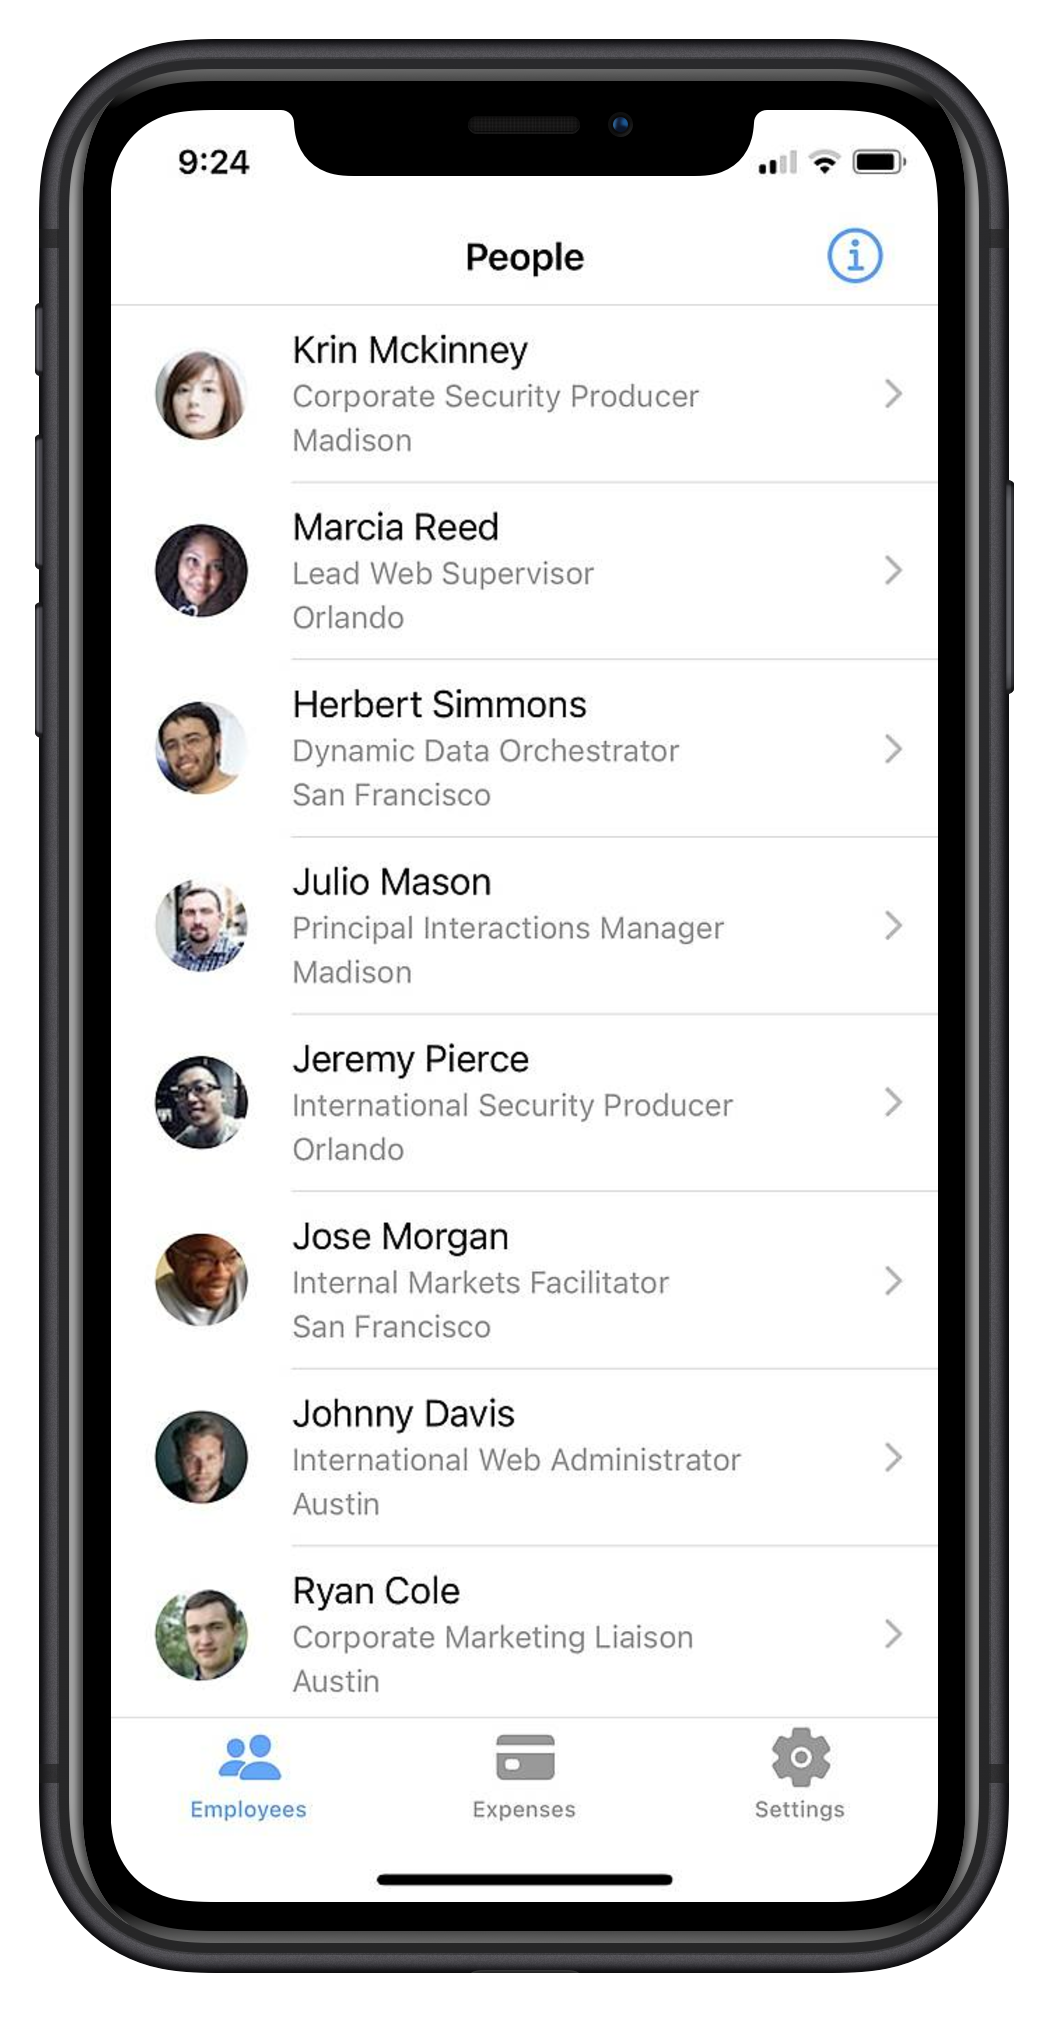 9:24
People
Krin Mckinney
Corporate Security Producer
Madison
Marcia Reed
Lead Web Supervisor
Orlando
Herbert Simmons
Dynamic Data Orchestrator
San Francisco
Julio Mason
Principal Interactions Manager
Madison
Jeremy Pierce
International Security Producer
Orlando
Jose Morgan
Internal Markets Facilitator
San Francisco
Johnny Davis
International Web Administrator
Austin
Ryan Cole
Corporate Marketing Liaison
Austin
Employees Expenses Settings